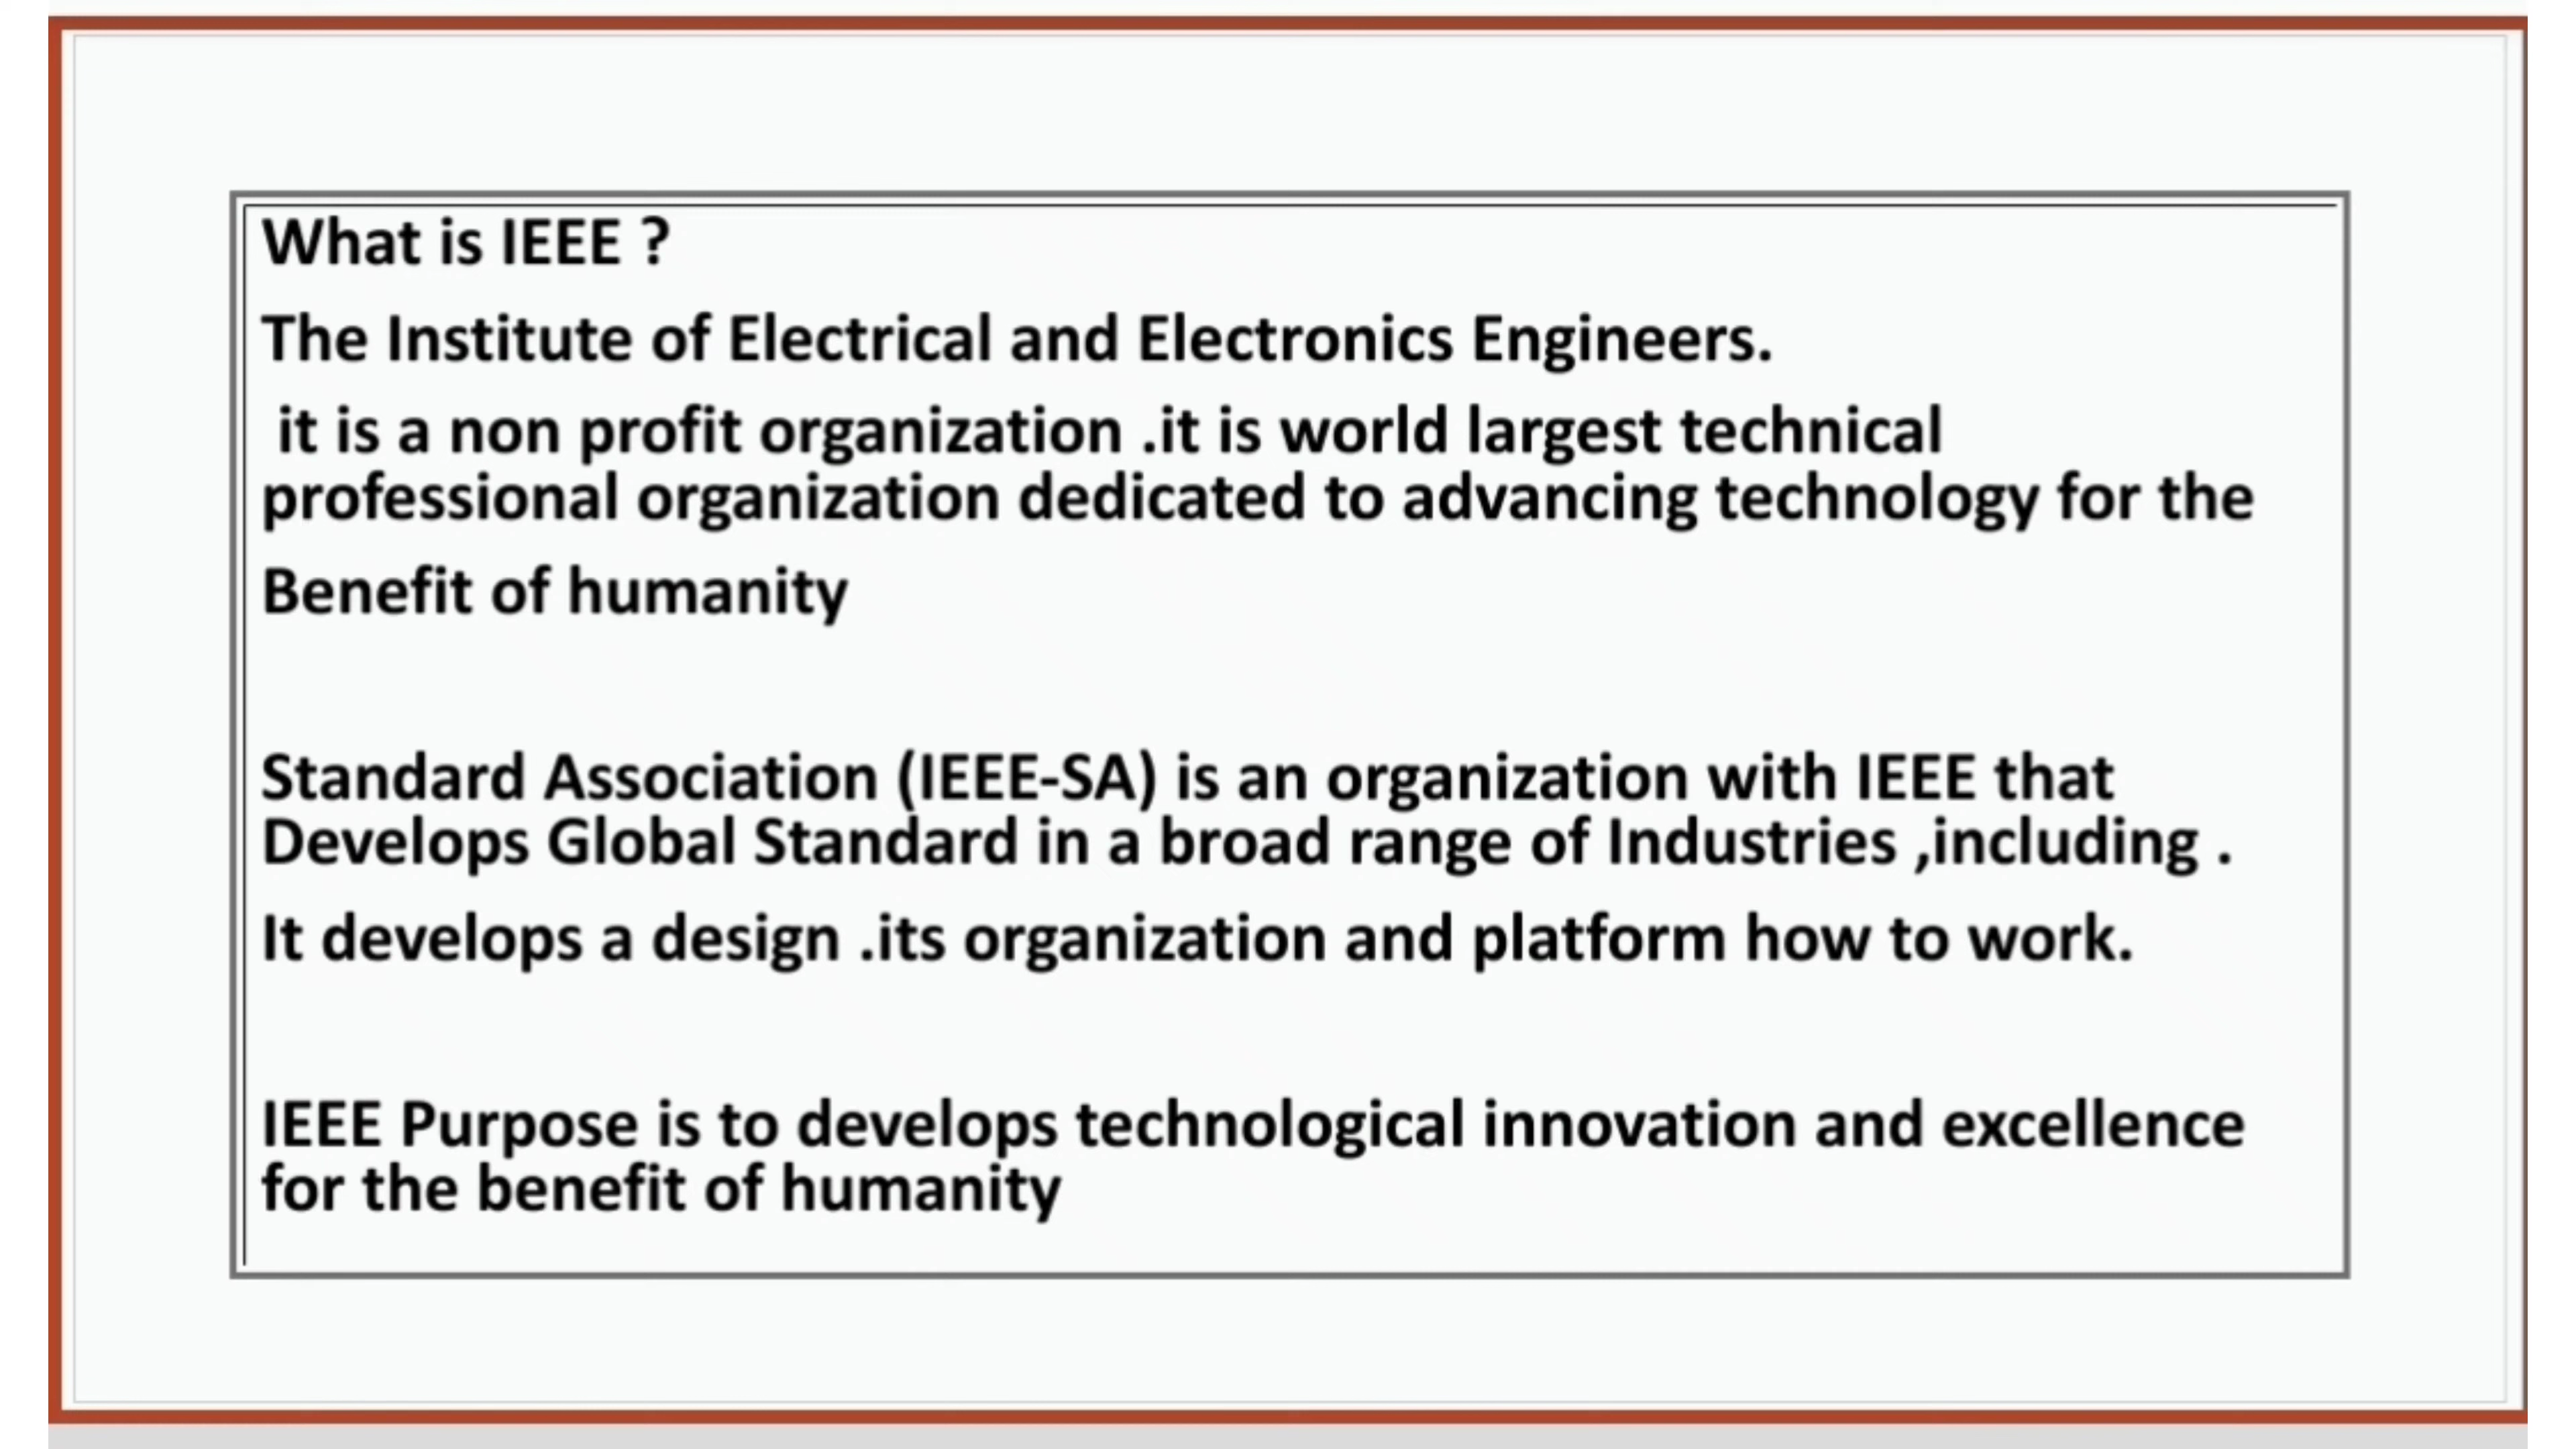 What is IEEE ?
The Institute of Electrical and Electronics Engineers.
it is a non profit organization .it is world largest technical
professional organization dedicated to advancing technology for the
Benefit of humanity
Standard Association (IEEE-SA) is an organization with IEEE that
Develops Global Standard in a broad range of Industries ,including .
It develops a design .its organization and platform how to work.
IEEE Purpose is to develops technological innovation and excellence
for the benefit of humanity